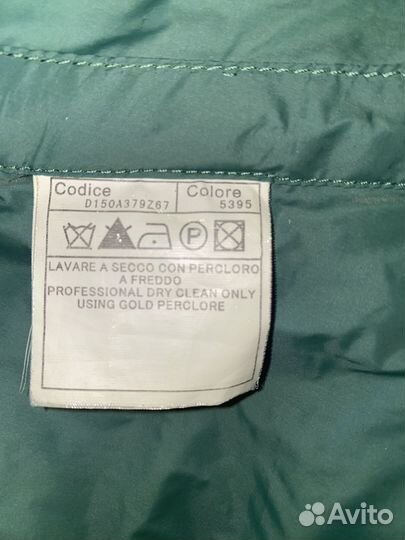 Codice Colore
D150A379Z67 5395
P
LAVARE A SECCO CON PERCLORO
A FREDDO
PROFESSIONAL DRY CLEAN ONLY
USING GOLD PERCLORE
Avito